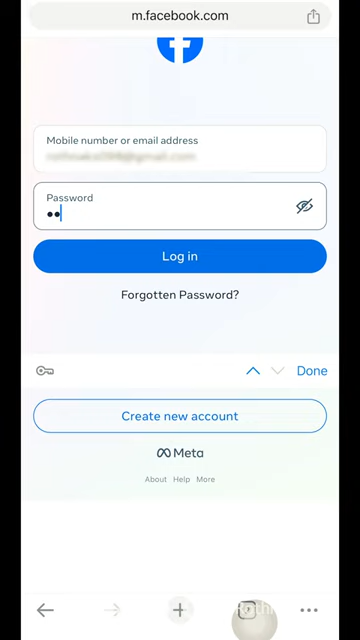 m.facebook.com
Mobile number or email address
Password
Log in
Forgotten Password?
Done
Create new account
Meta
About Help More